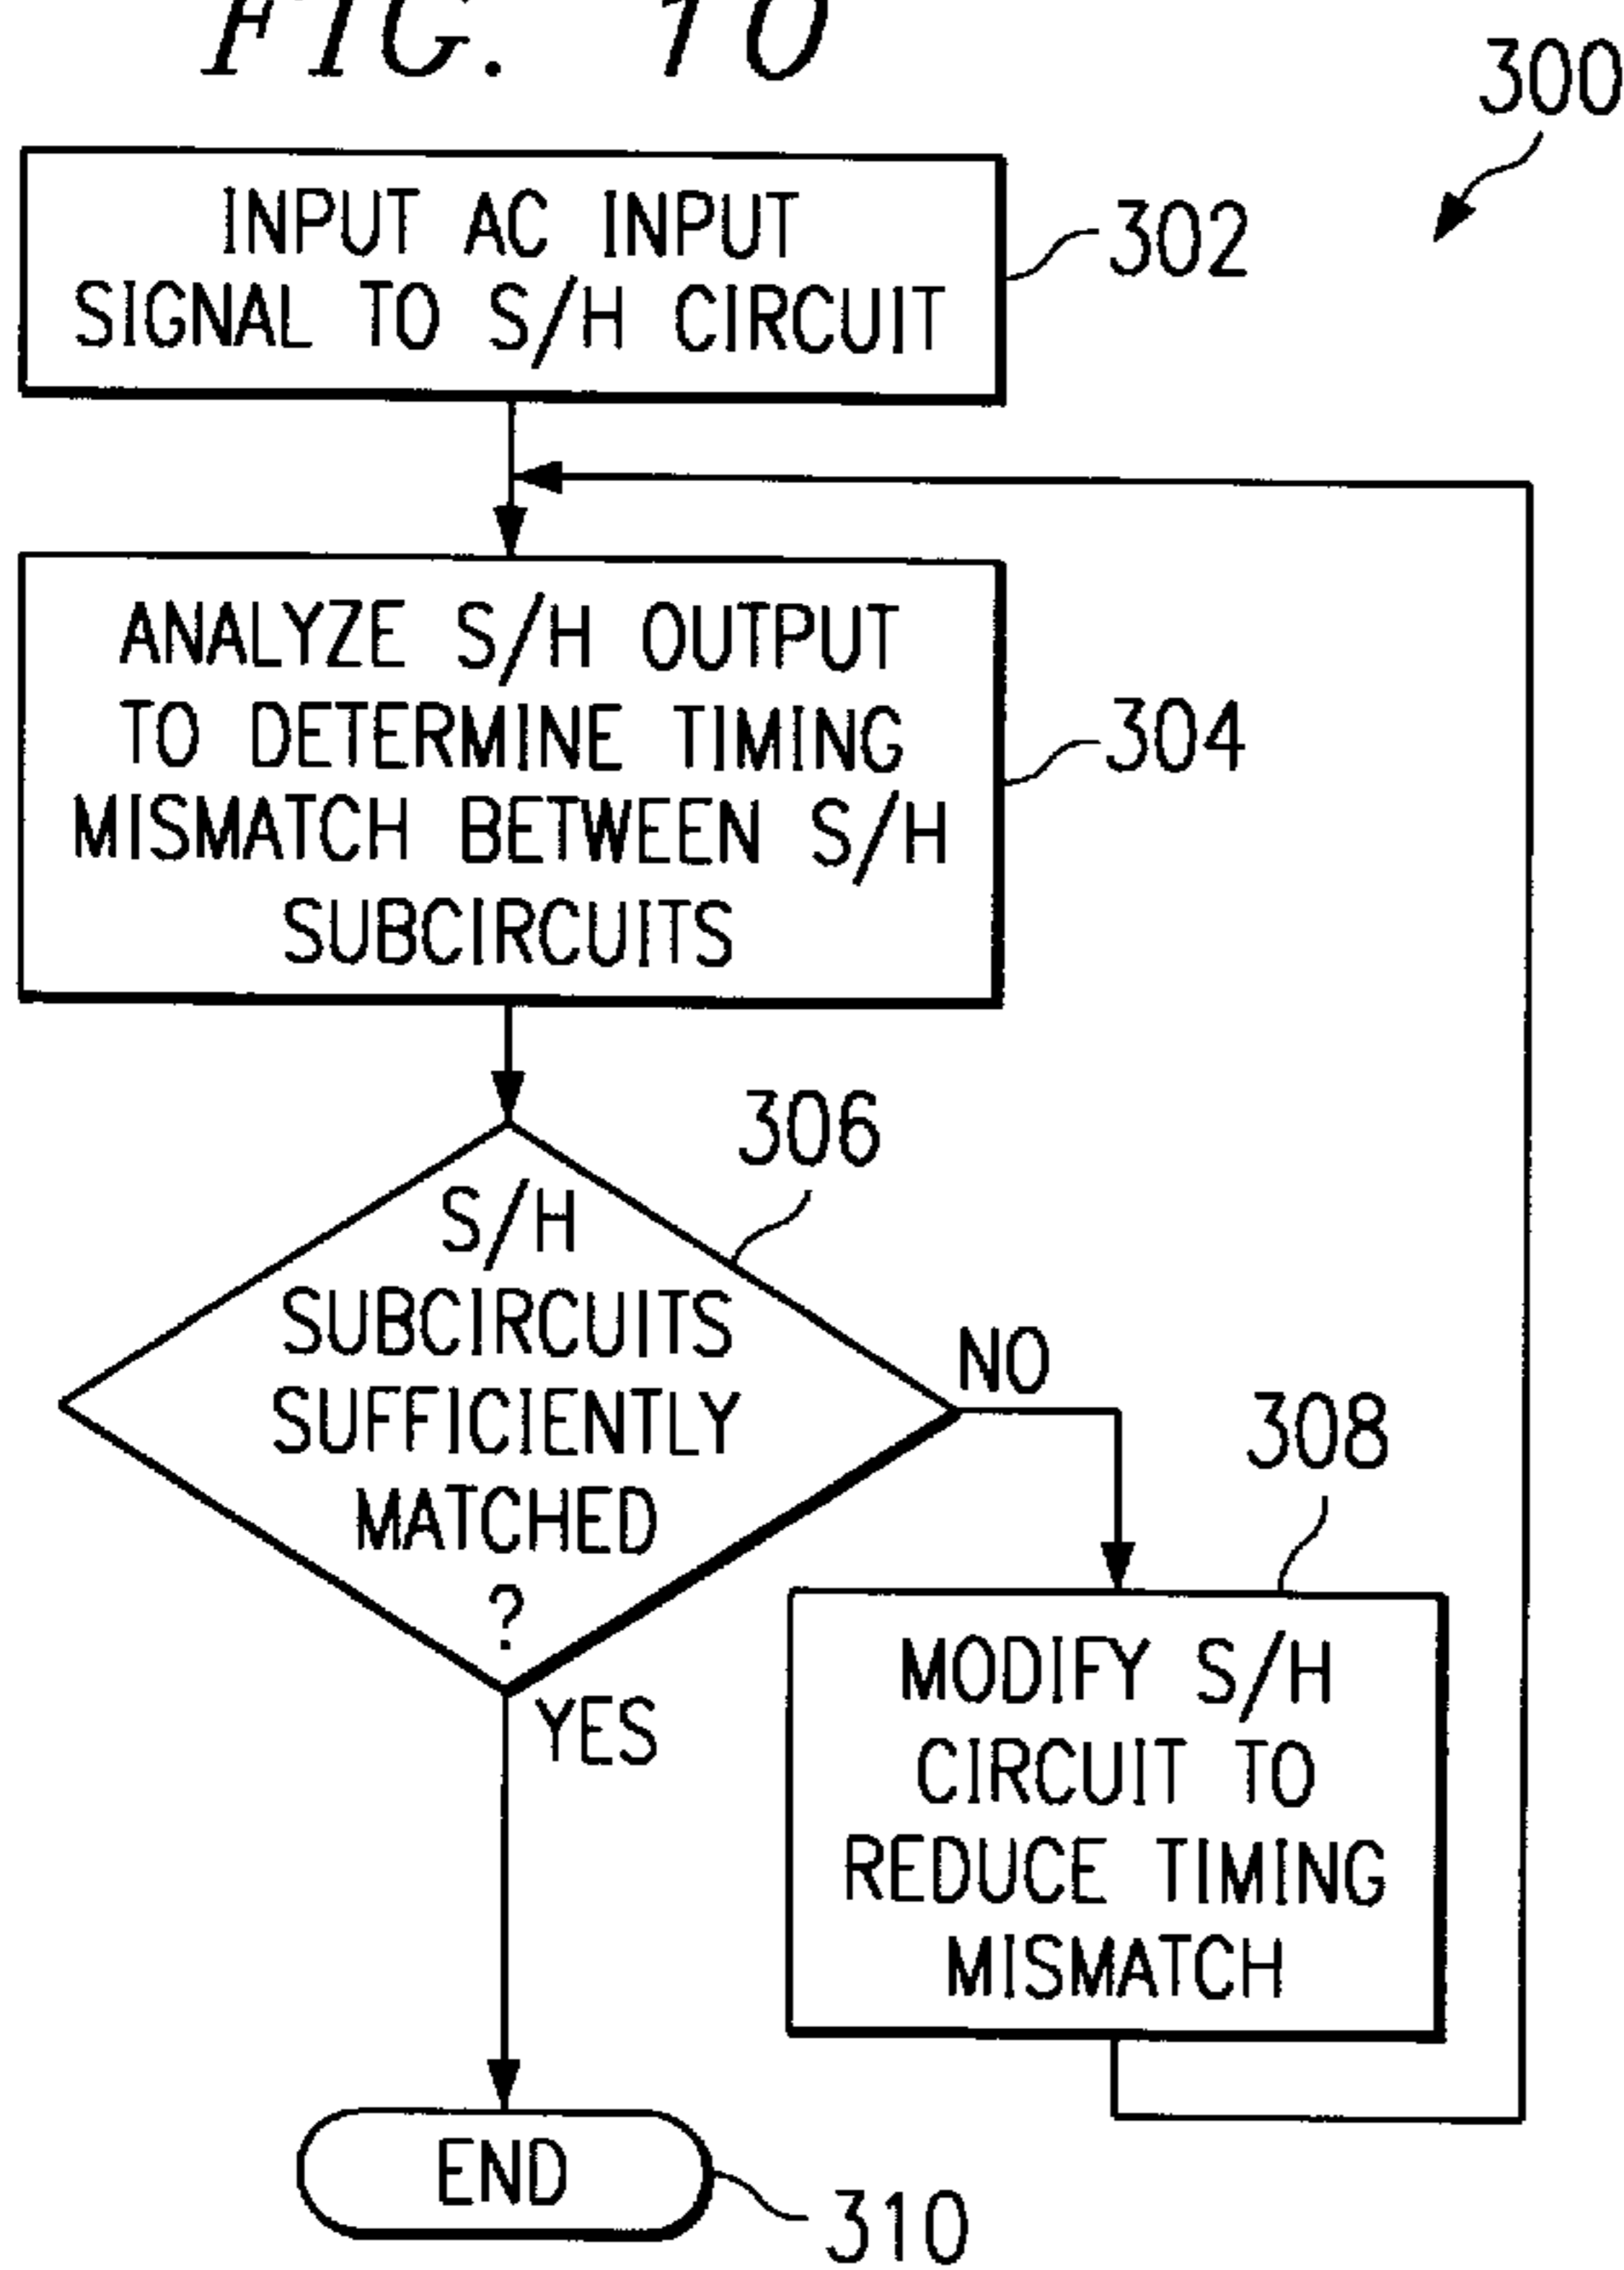 FIG. 10
300
INPUT AC INPUT
SIGNAL TO S/H CIRCUIT
302
ANALYZE S/H OUTPUT
TO DETERMINE TIMING
MISMATCH BETWEEN S/H
SUBCIRCUITS
304
306
S/H
SUBCIRCUITS
SUFFICIENTLY
MATCHED
?
NO
YES
308
MODIFY S/H
CIRCUIT TO
REDUCE TIMING
MISMATCH
END
310